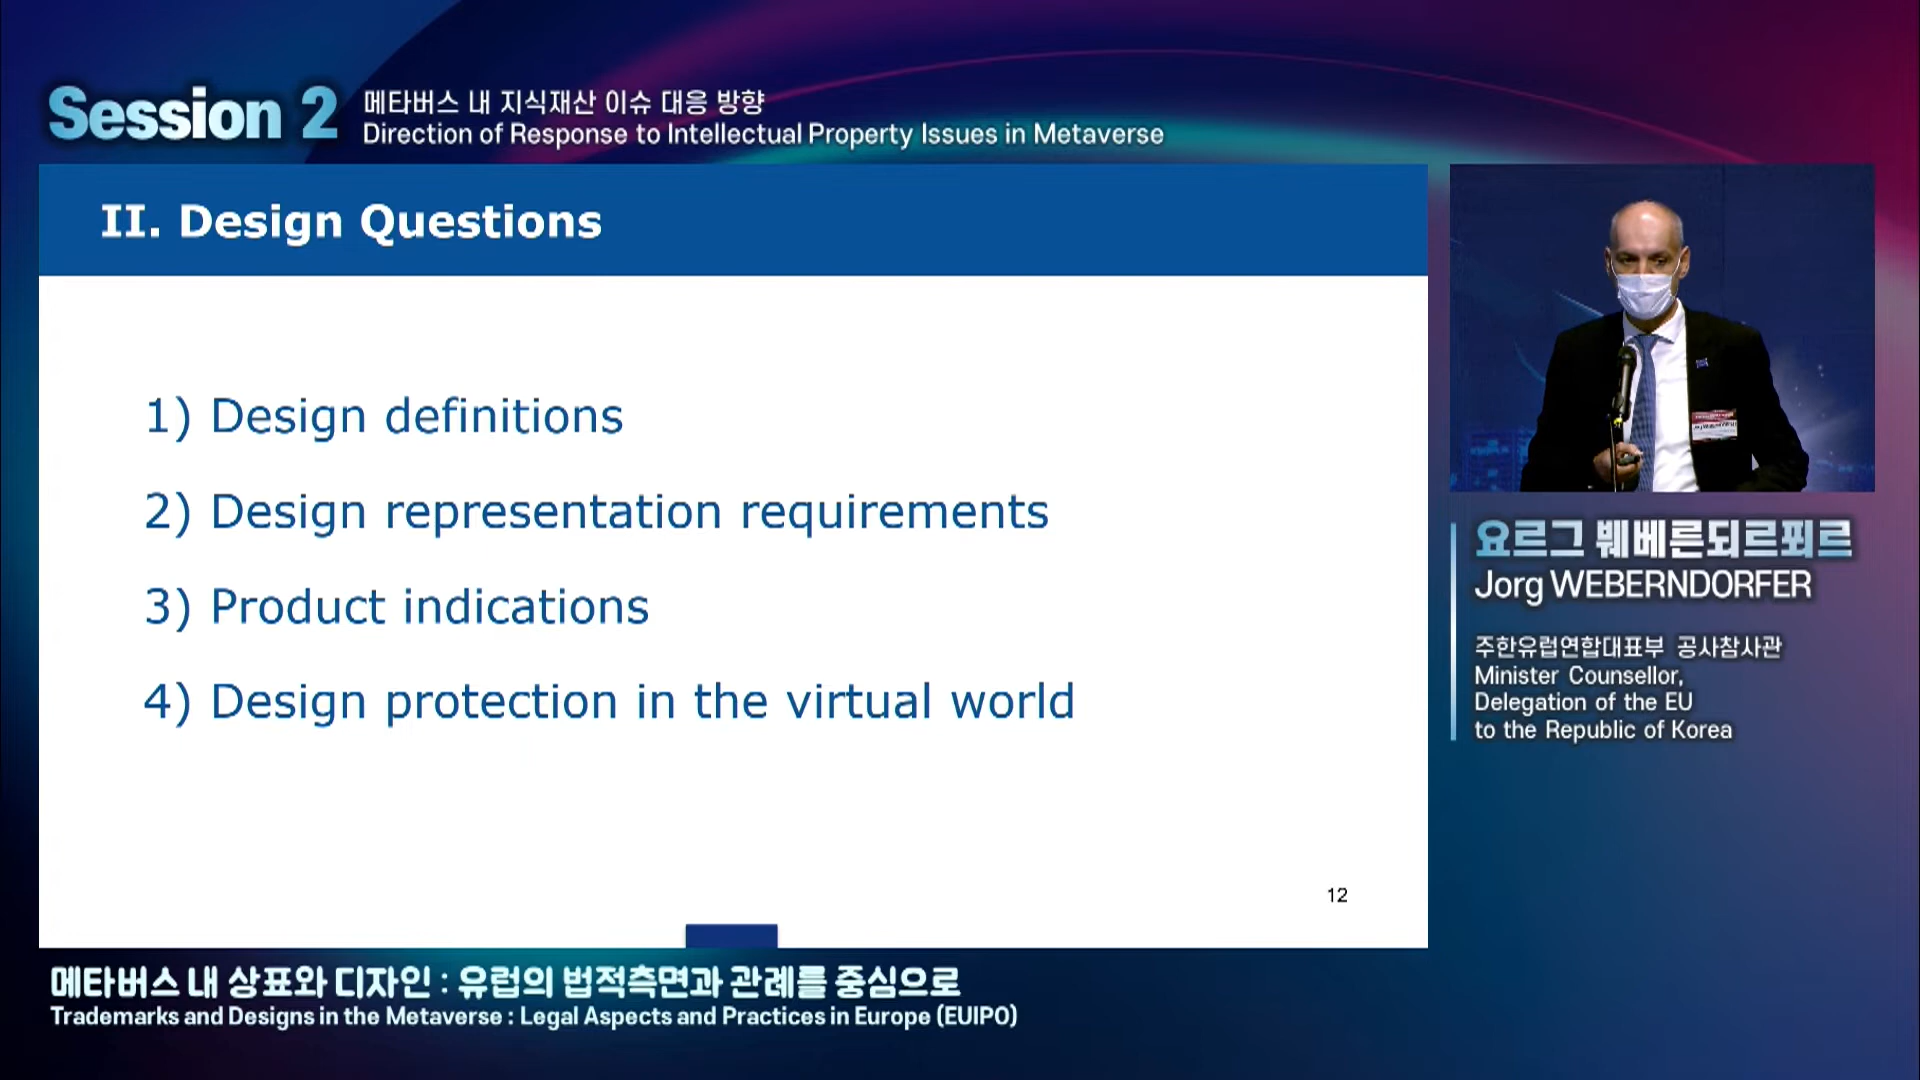 Session 2
메타버스 내 지식재산 이슈 대응 방향
Direction of Response to Intellectual Property Issues in Metaverse
II. Design Questions
1) Design definitions
2) Design representation requirements
3) Product indications
4) Design protection in the virtual world
12
요르그 붸베른되르푀르
Jorg WEBERNDORFER
주한유럽연합대표부 공사참사관
Minister Counsellor,
Delegation of the EU
to the Republic of Korea
메타버스 내 상표와 디자인 : 유럽의 법적측면과 관례를 중심으로
Trademarks and Designs in the Metaverse : Legal Aspects and Practices in Europe (EUIPO)